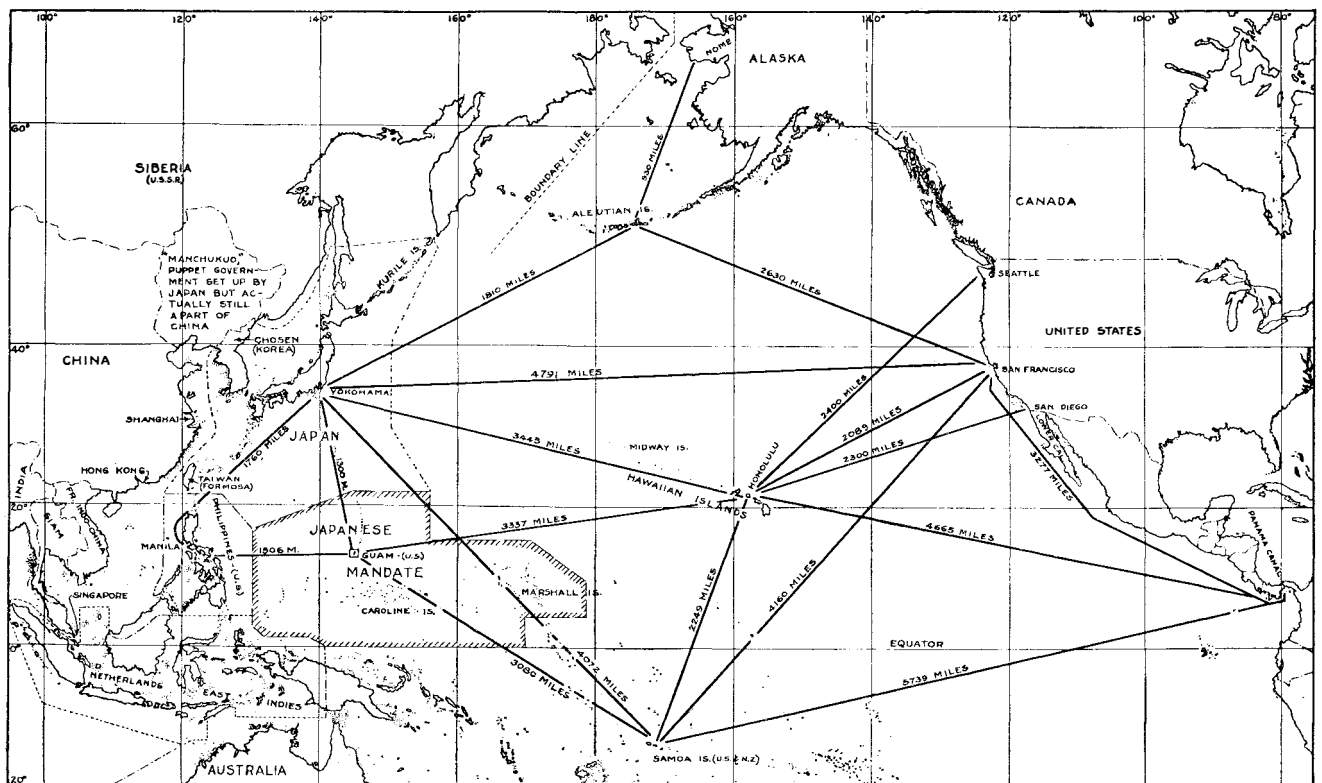 100°
120°
140°
160°
180°
160°
140°
120°
100°
80°
NOME
ALASKA
60°
SIBERIA
(U.S.S.R.)
BOUNDARY LINE
930 MILES
CANADA
ALEUTIAN IS.
MANCHUKUO,
PUPPET GOVERN-
MENT SET UP BY
JAPAN BUT AC-
TUALLY STILL
A PART OF
CHINA
KURILE IS.
1810 MILES
2630 MILES
SEATTLE
UNITED STATES
CHOSEN
(KOREA)
40°
CHINA
4791 MILES
SAN FRANCISCO
YOKOHAMA
2400 MILES
SAN DIEGO
SHANGHAI
1760 MILES
JAPAN
3445 MILES
MIDWAY IS.
2089 MILES
2300 MILES
LOWER CAL.
3277 MILES
HONG KONG
TAIWAN
(FORMOSA)
1300 M.
HONOLULU
HAWAIIAN ISLANDS
INDIA
20°
SIAM
FR. INDO-CHINA
PHILIPPINES-(U.S)
JAPANESE
3337 MILES
4665 MILES
PANAMA CANAL
MANILA
1506 M.
GUAM-(U.S)
MANDATE
SINGAPORE
CAROLINE IS.
MARSHALL IS.
2249 MILES
4160 MILES
0°
EQUATOR
NETHERLANDS
EAST
INDIES
3089 MILES
4072 MILES
5739 MILES
SAMOA IS.(U.S.& N.Z)
AUSTRALIA
20°